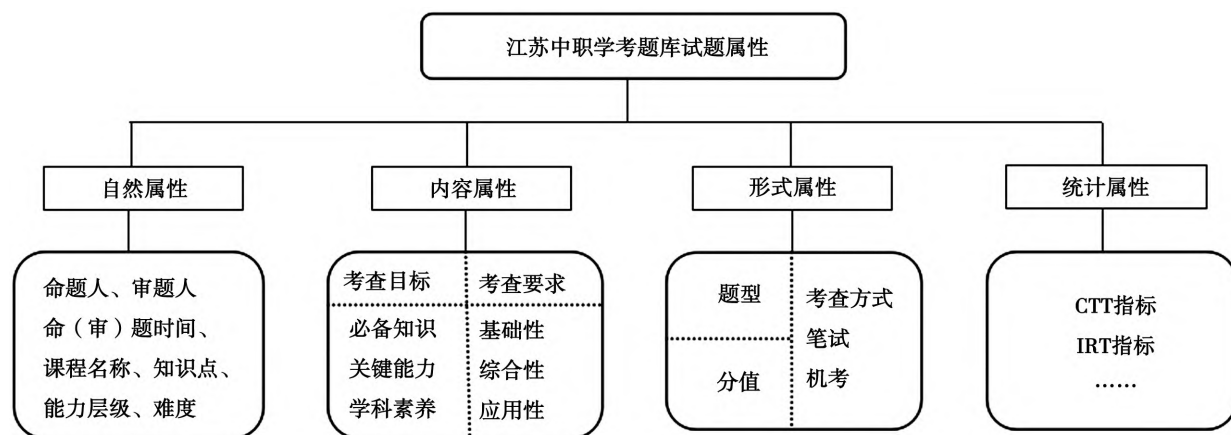 江苏中职学考题库试题属性
自然属性
内容属性
形式属性
统计属性
命题人、审题人
命（审）题时间、
课程名称、知识点、
能力层级、难度
考查目标
必备知识
关键能力
学科素养
考查要求
基础性
综合性
应用性
题型
分值
考查方式
笔试
机考
CTT指标
IRT指标
……